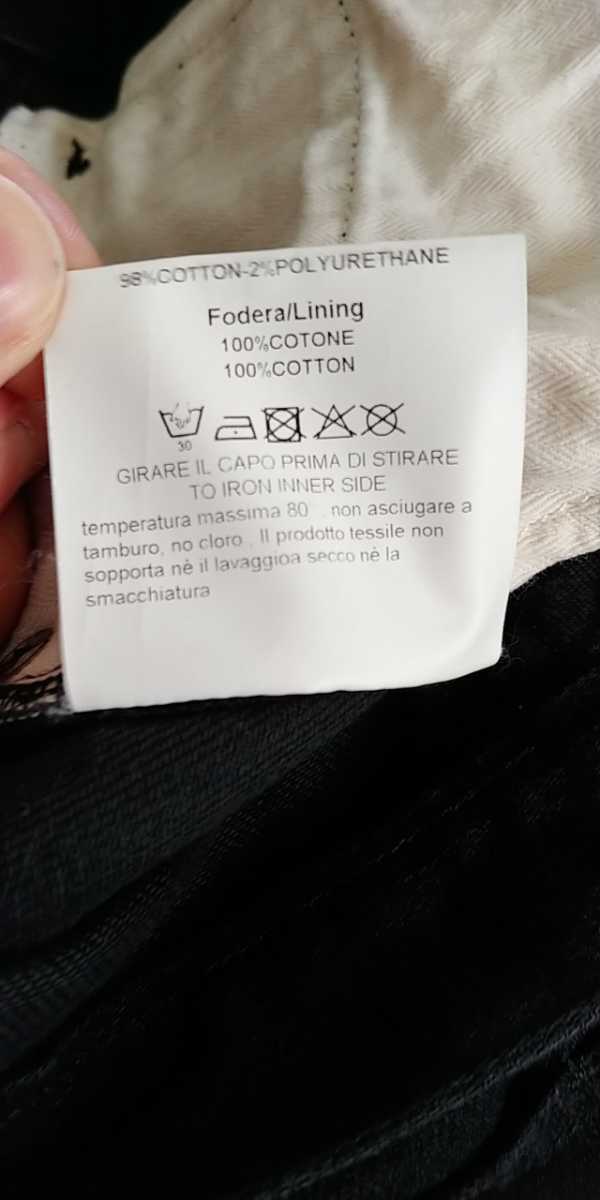 98%COTTON-2%POLYURETHANE
Fodera/Lining
100%COTONE
100%COTTON
30
GIRARE IL CAPO PRIMA DI STIRARE
TO IRON INNER SIDE
temperatura massima 80° . non asciugare a
tamburo, no cloro . Il prodotto tessile non
sopporta nè il lavaggioa secco nè la
smacchiatura